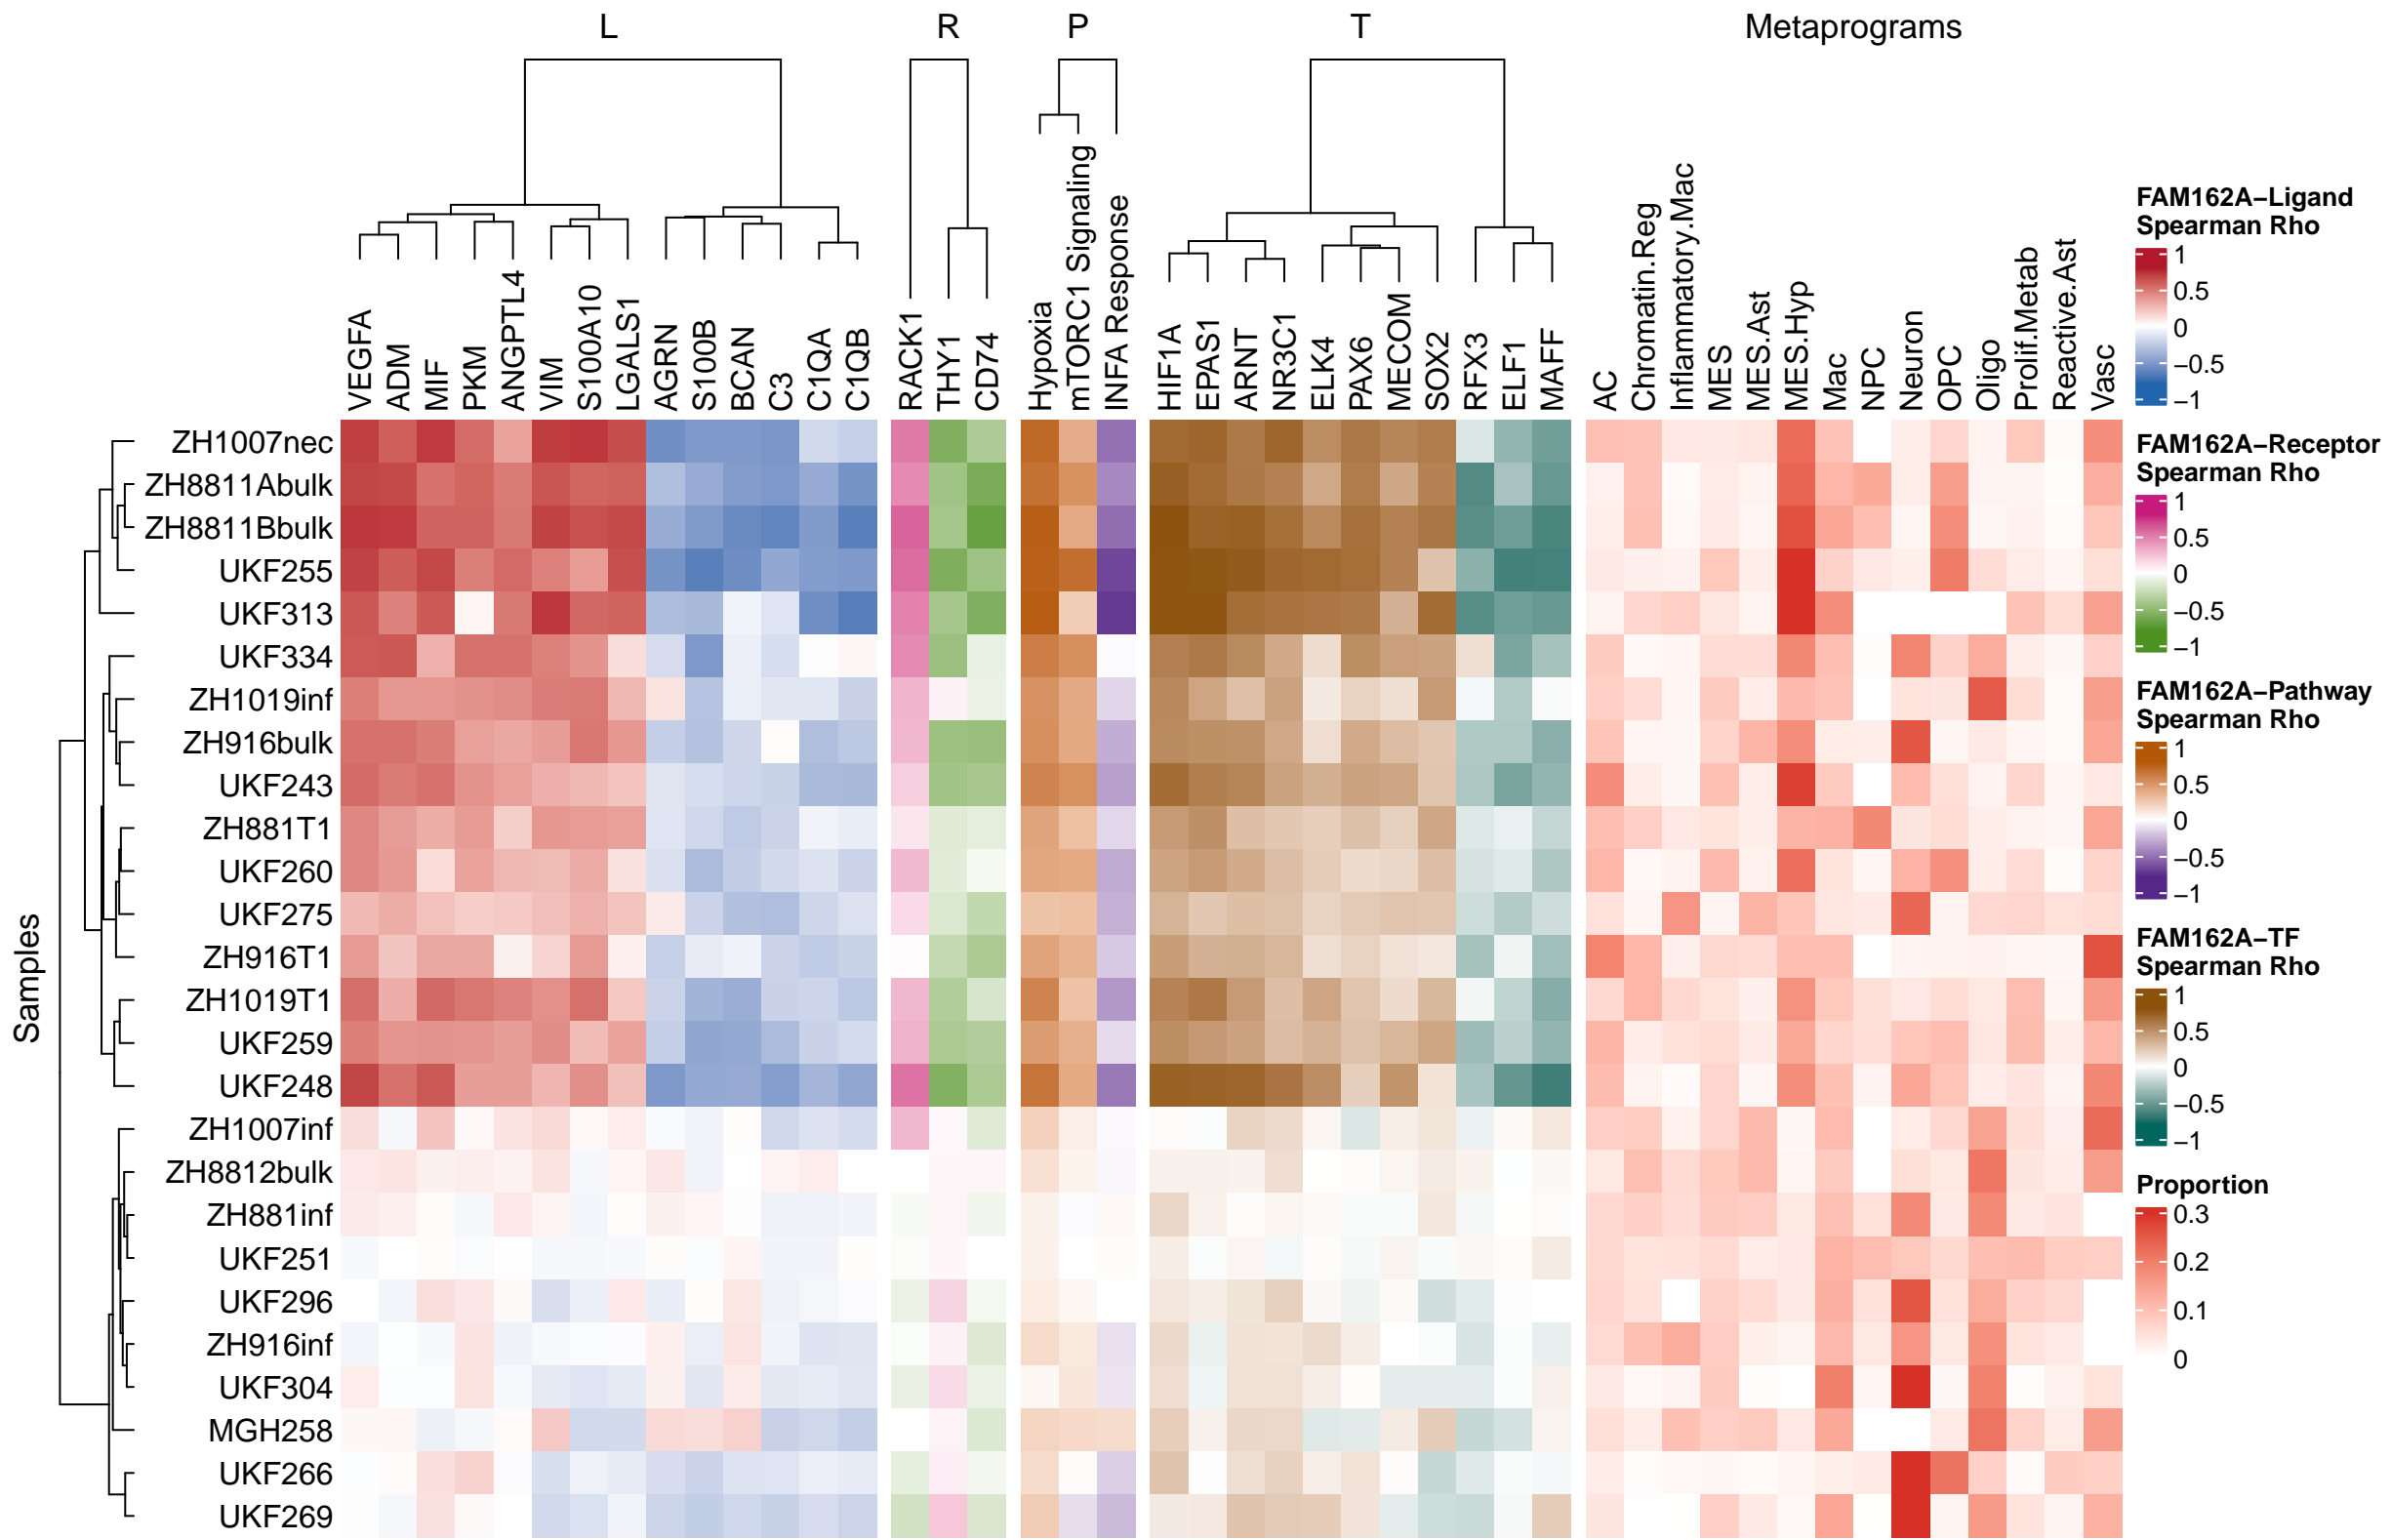 L
R
P
T
Metaprograms
VEGFA
ADM
MIF
PKM
ANGPTL4
VIM
S100A10
LGALS1
AGRN
S100B
BCAN
C3
C1QA
C1QB
RACK1
THY1
CD74
Hypoxia
mTORC1 Signaling
INFA Response
HIF1A
EPAS1
ARNT
NR3C1
ELK4
PAX6
MECOM
SOX2
RFX3
ELF1
MAFF
AC
Chromatin.Reg
Inflammatory.Mac
MES
MES.Ast
MES.Hyp
Mac
NPC
Neuron
OPC
Oligo
Prolif.Metab
Reactive.Ast
Vasc
Samples
ZH1007nec
ZH8811Abulk
ZH8811Bbulk
UKF255
UKF313
UKF334
ZH1019inf
ZH916bulk
UKF243
ZH881T1
UKF260
UKF275
ZH916T1
ZH1019T1
UKF259
UKF248
ZH1007inf
ZH8812bulk
ZH881inf
UKF251
UKF296
ZH916inf
UKF304
MGH258
UKF266
UKF269
FAM162A−Ligand
Spearman Rho
1
0.5
0
−0.5
−1
FAM162A−Receptor
Spearman Rho
1
0.5
0
−0.5
−1
FAM162A−Pathway
Spearman Rho
1
0.5
0
−0.5
−1
FAM162A−TF
Spearman Rho
1
0.5
0
−0.5
−1
Proportion
0.3
0.2
0.1
0